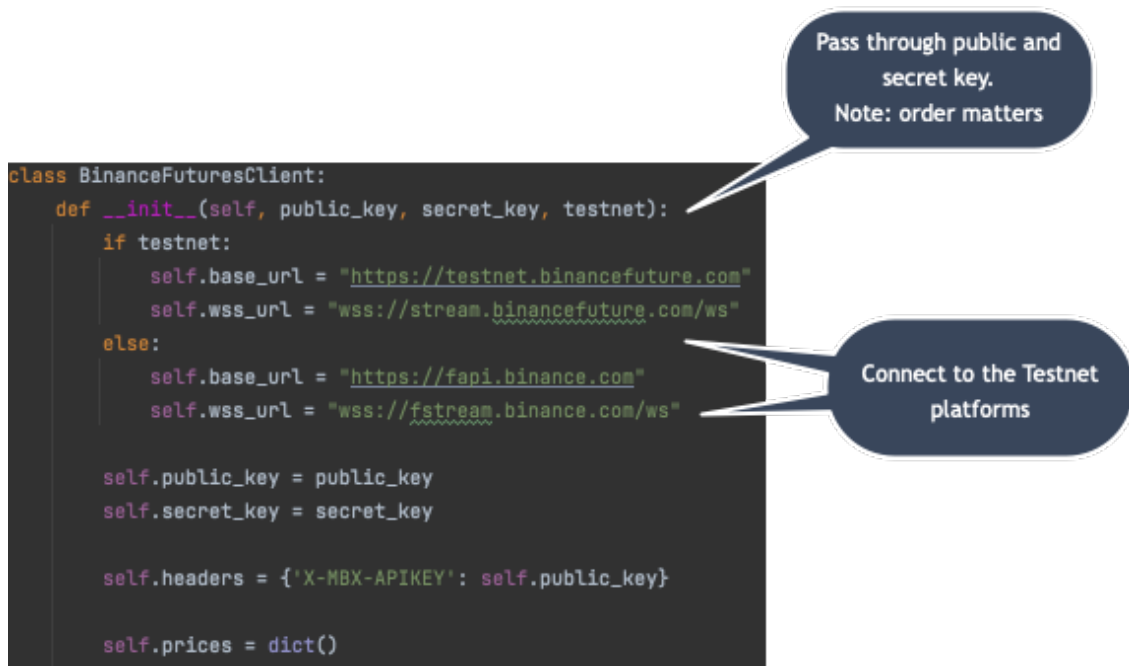 Pass through public and
secret key.
Note: order matters
class BinanceFuturesClient:
def __init__(self, public_key, secret_key, testnet):
if testnet:
self.base_url = "https://testnet.binancefuture.com"
self.wss_url = "wss://stream.binancefuture.com/ws"
else:
self.base_url = "https://fapi.binance.com"
self.wss_url = "wss://fstream.binance.com/ws"
Connect to the Testnet
platforms
self.public_key = public_key
self.secret_key = secret_key
self.headers = {'X-MBX-APIKEY': self.public_key}
self.prices = dict()